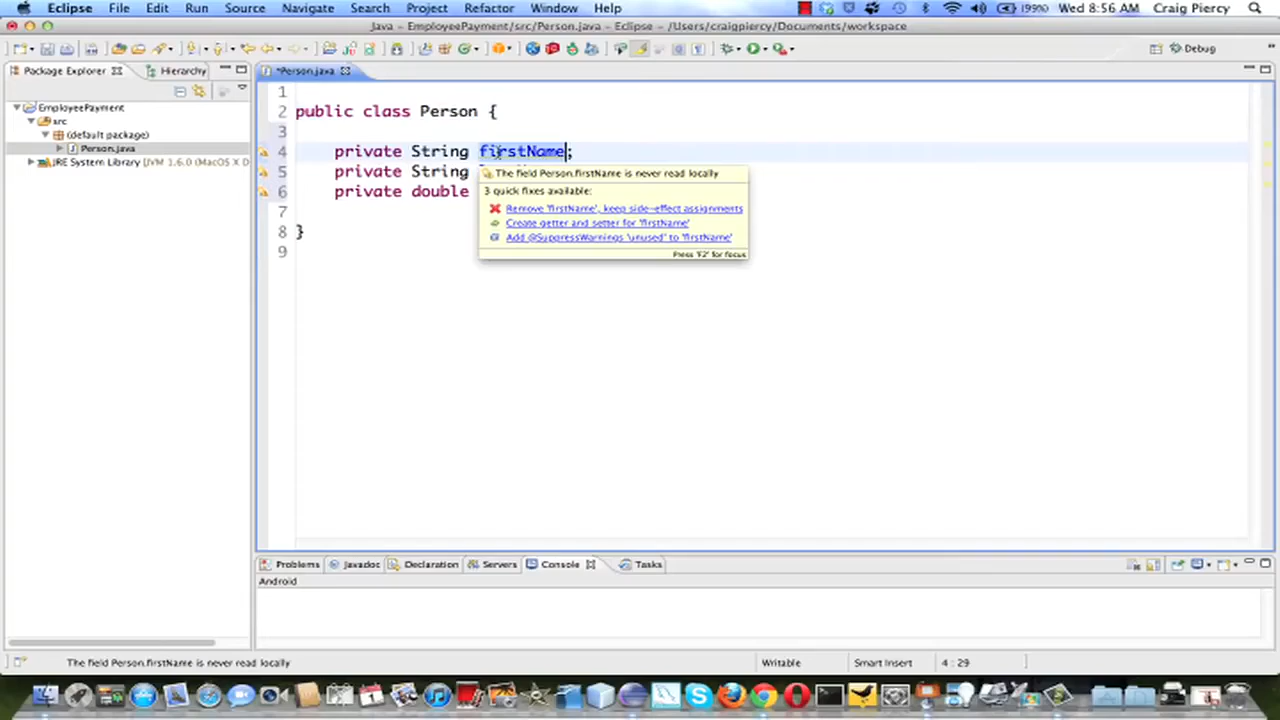 Eclipse File Edit Run Source Navigate Search Project Refactor Window Help (99%) Wed 8:56 AM Craig Piercy
Java – EmployeePayment/src/Person.java – Eclipse – /Users/craigpiercy/Documents/workspace
Debug
Package Explorer Hierarchy
EmployeePayment
src
(default package)
Person.java
JRE System Library [JVM 1.6.0 (MacOS X D
*Person.java
1
2 public class Person {
3
4 private String firstName;
5 private String
6 private double
7
8 }
9
The field Person.firstName is never read locally
3 quick fixes available:
Remove 'firstName', keep side-effect assignments
Create getter and setter for 'firstName'
Add @SuppressWarnings 'unused' to 'firstName'
Press 'F2' for focus
Problems Javadoc Declaration Servers Console Tasks
Android
The field Person.firstName is never read locally Writable Smart Insert 4 : 29